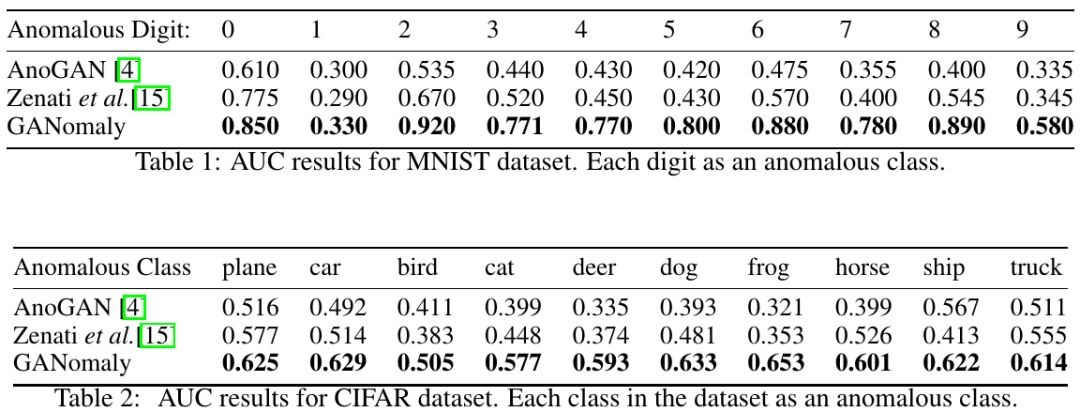 Anomalous Digit: 0 1 2 3 4 5 6 7 8 9
AnoGAN [4] 0.610 0.300 0.535 0.440 0.430 0.420 0.475 0.355 0.400 0.335
Zenati et al.[15] 0.775 0.290 0.670 0.520 0.450 0.430 0.570 0.400 0.545 0.345
GANomaly 0.850 0.330 0.920 0.771 0.770 0.800 0.880 0.780 0.890 0.580
Table 1: AUC results for MNIST dataset. Each digit as an anomalous class.
Anomalous Class plane car bird cat deer dog frog horse ship truck
AnoGAN [4] 0.516 0.492 0.411 0.399 0.335 0.393 0.321 0.399 0.567 0.511
Zenati et al.[15] 0.577 0.514 0.383 0.448 0.374 0.481 0.353 0.526 0.413 0.555
GANomaly 0.625 0.629 0.505 0.577 0.593 0.633 0.653 0.601 0.622 0.614
Table 2: AUC results for CIFAR dataset. Each class in the dataset as an anomalous class.